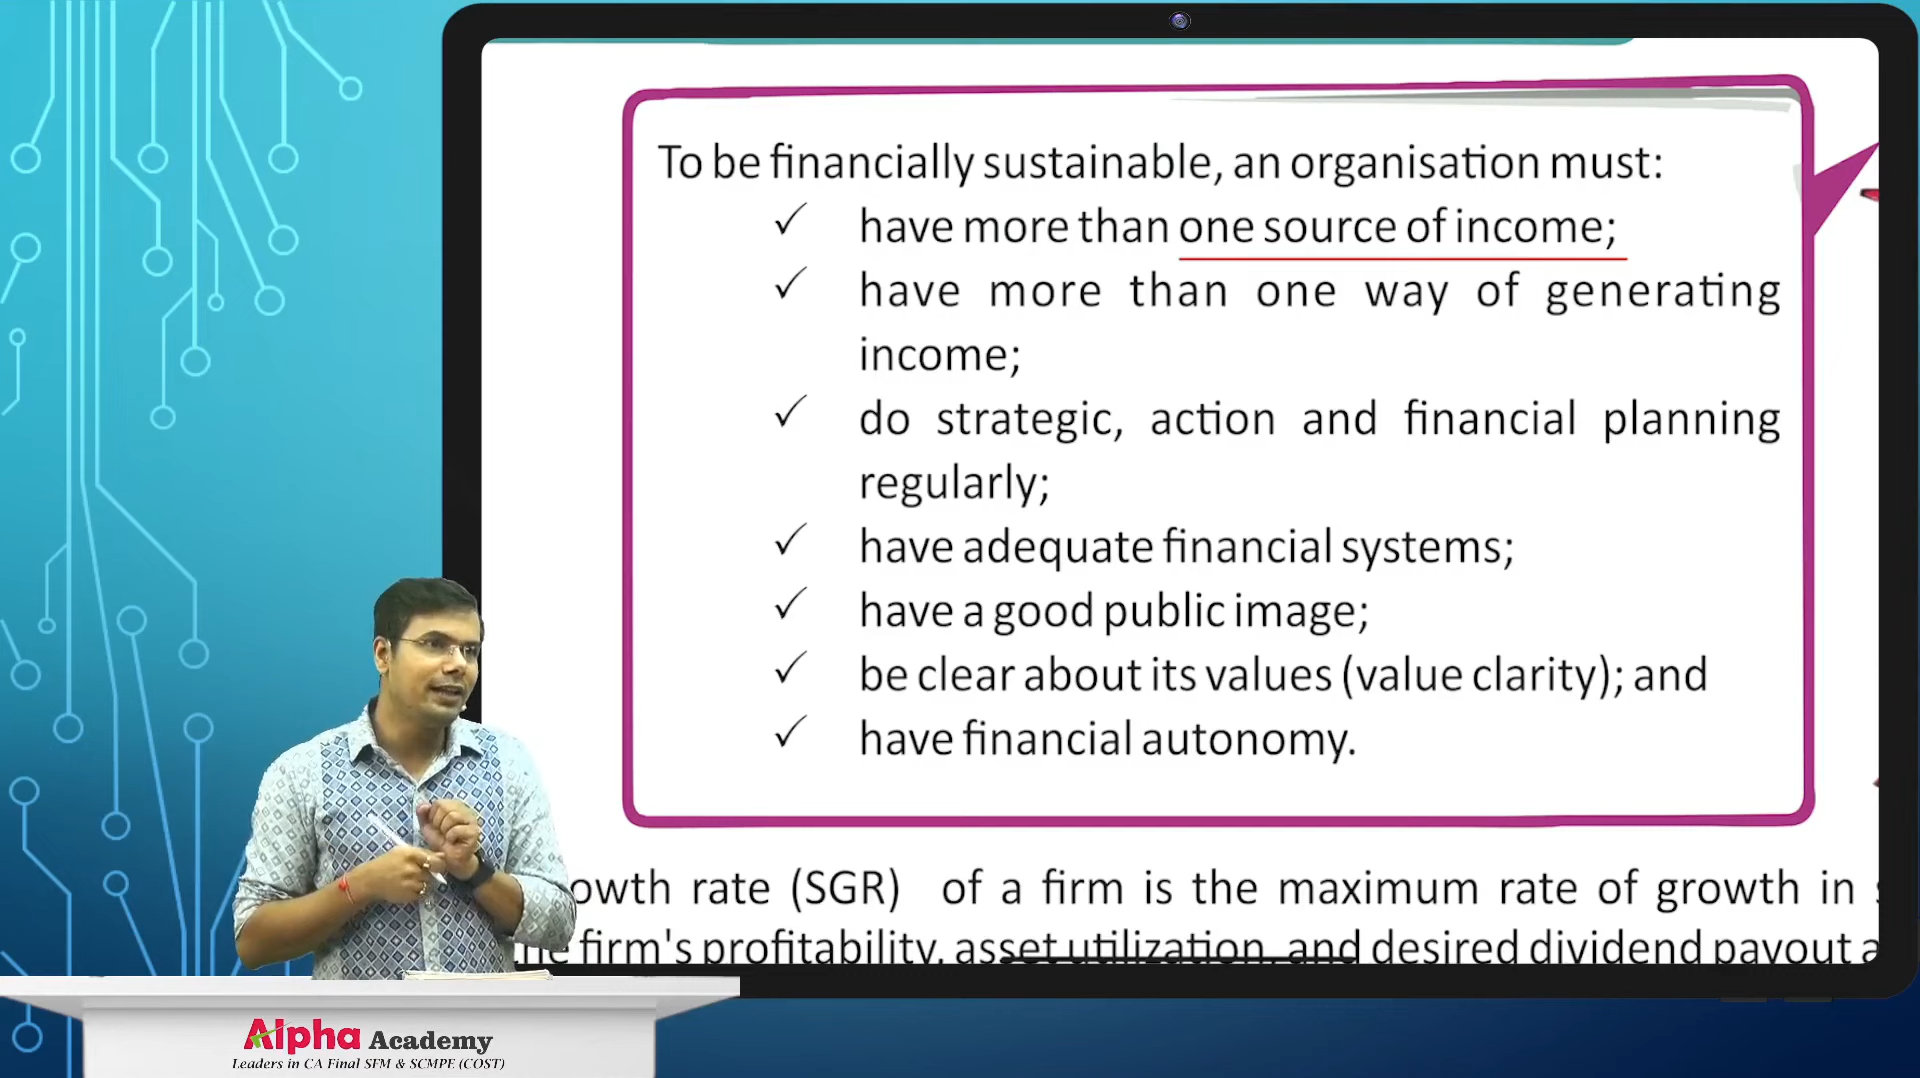 To be financially sustainable, an organisation must:
✓ have more than one source of income;
✓ have more than one way of generating
income;
✓ do strategic, action and financial planning
regularly;
✓ have adequate financial systems;
✓ have a good public image;
✓ be clear about its values (value clarity); and
✓ have financial autonomy.
owth rate (SGR) of a firm is the maximum rate of growth in
firm's profitability, asset utilization, and desired dividend payout
Alpha Academy
Leaders in CA Final SFM & SCMPE (COST)